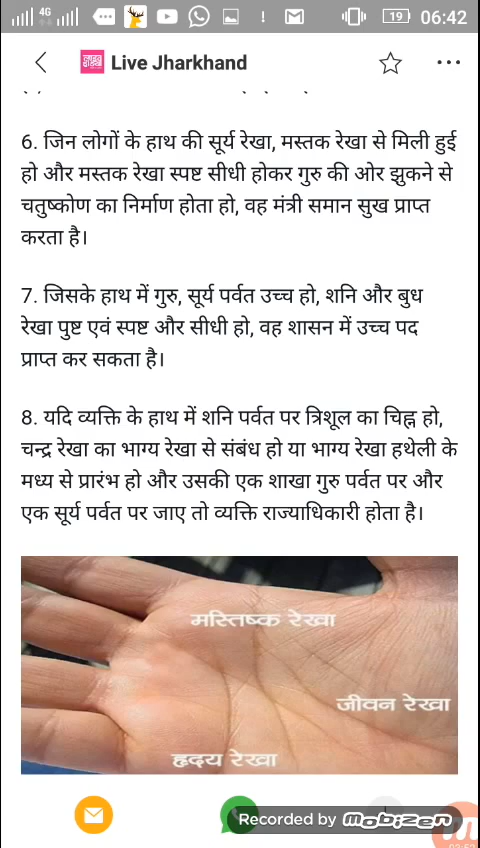 4G
19
06:42
Live Jharkhand
6. जिन लोगों के हाथ की सूर्य रेखा, मस्तक रेखा से मिली हुई
हो और मस्तक रेखा स्पष्ट सीधी होकर गुरु की ओर झुकने से
चतुष्कोण का निर्माण होता हो, वह मंत्री समान सुख प्राप्त
करता है।
7. जिसके हाथ में गुरु, सूर्य पर्वत उच्च हो, शनि और बुध
रेखा पुष्ट एवं स्पष्ट और सीधी हो, वह शासन में उच्च पद
प्राप्त कर सकता है।
8. यदि व्यक्ति के हाथ में शनि पर्वत पर त्रिशूल का चिह्न हो,
चन्द्र रेखा का भाग्य रेखा से संबंध हो या भाग्य रेखा हथेली के
मध्य से प्रारंभ हो और उसकी एक शाखा गुरु पर्वत पर और
एक सूर्य पर्वत पर जाए तो व्यक्ति राज्याधिकारी होता है।
मस्तिष्क रेखा
जीवन रेखा
हृदय रेखा
Recorded by mobizen